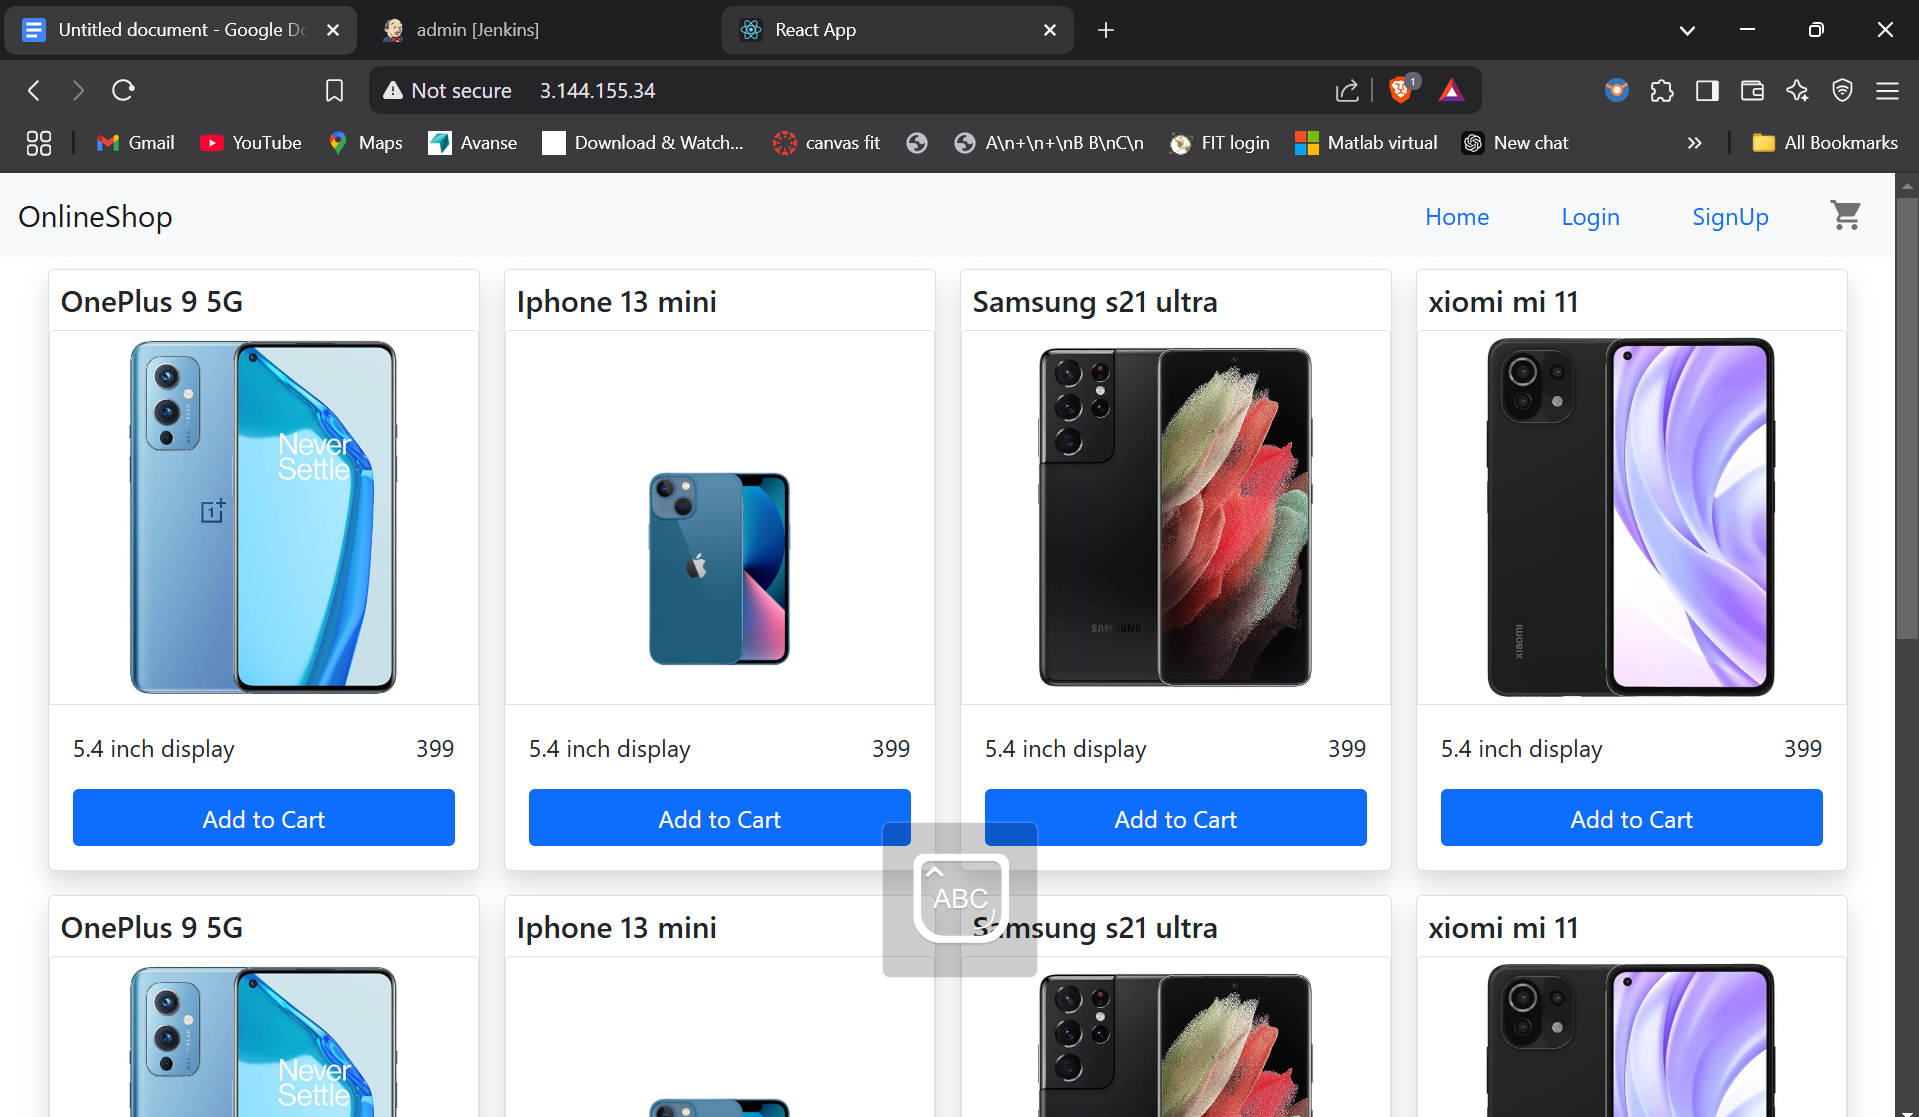 Untitled document - Google Do
admin [Jenkins]
React App
Not secure 3.144.155.34
1
Gmail
YouTube
Maps
Avanse
Download & Watch...
canvas fit
A\n+\n+\nB B\nC\n
FIT login
Matlab virtual
New chat
All Bookmarks
OnlineShop
Home
Login
SignUp
OnePlus 9 5G
Iphone 13 mini
Samsung s21 ultra
xiomi mi 11
Never
Settle
1
SAMSUNG
xiaomi
5.4 inch display 399
5.4 inch display 399
5.4 inch display 399
5.4 inch display 399
Add to Cart
Add to Cart
Add to Cart
Add to Cart
ABC
OnePlus 9 5G
Iphone 13 mini
Samsung s21 ultra
xiomi mi 11
Never
Settle